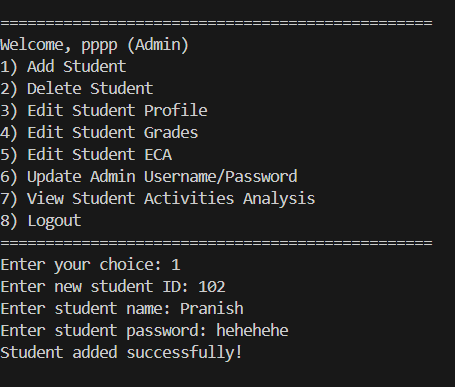 ================================================
Welcome, pppp (Admin)
1) Add Student
2) Delete Student
3) Edit Student Profile
4) Edit Student Grades
5) Edit Student ECA
6) Update Admin Username/Password
7) View Student Activities Analysis
8) Logout
================================================
Enter your choice: 1
Enter new student ID: 102
Enter student name: Pranish
Enter student password: hehehehe
Student added successfully!